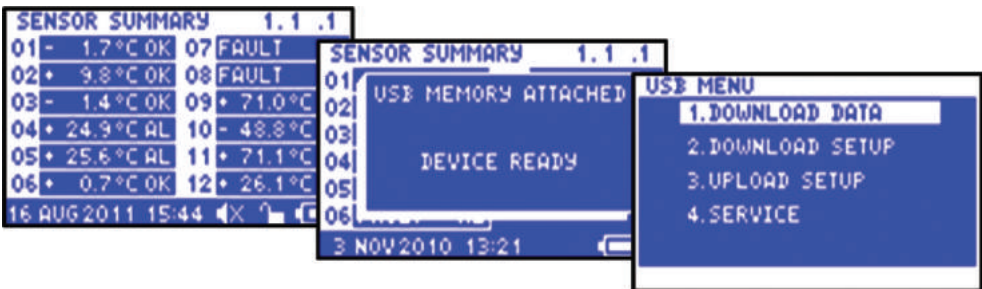 SENSOR SUMMARY 1.1 .1
01 - 1.7°C OK 07 FAULT
02 + 9.8°C OK 08 FAULT
03 - 1.4°C OK 09 + 71.0°C
04 + 24.9°C AL 10 - 48.8°C
05 + 25.6°C AL 11 + 71.1°C
06 + 0.7°C OK 12 + 26.1°C
16 AUG 2011 15:44
SENSOR SUMMARY 1.1 .1
01
02
03
04
05
06
USB MEMORY ATTACHED
DEVICE READY
3 NOV 2010 13:21
USB MENU
1.DOWNLOAD DATA
2.DOWNLOAD SETUP
3.UPLOAD SETUP
4.SERVICE